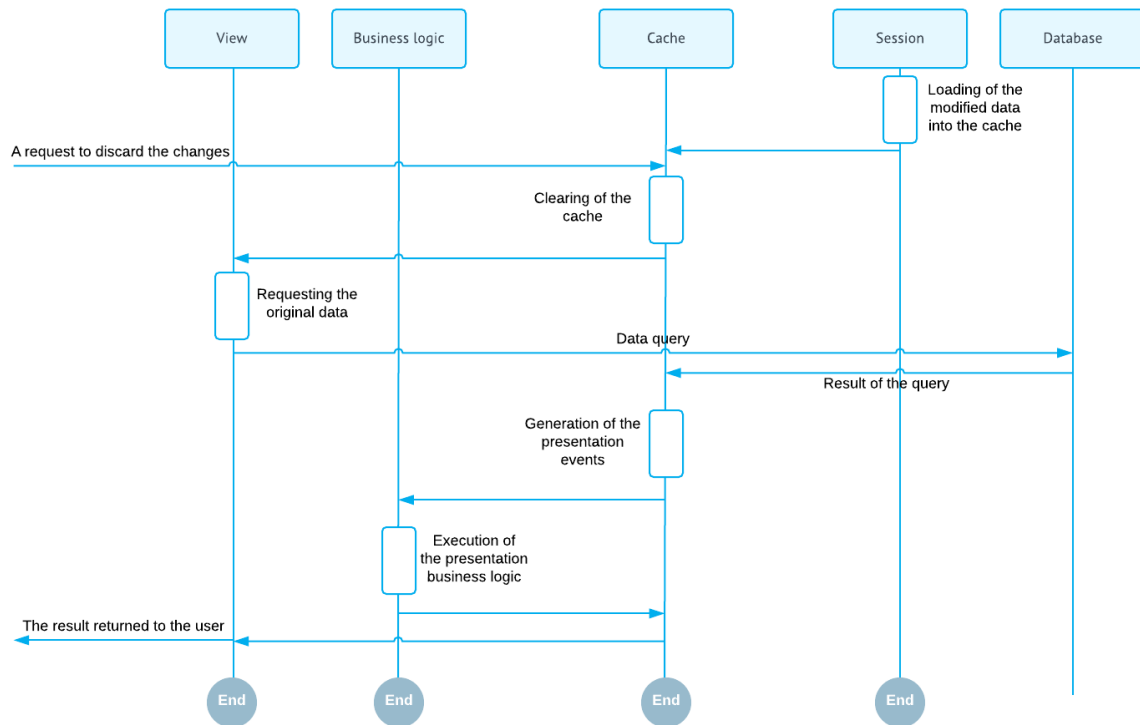 View
Business logic
Cache
Session
Database
Loading of the
modified data
into the cache
A request to discard the changes
Clearing of the
cache
Requesting the
original data
Data query
Result of the query
Generation of the
presentation
events
Execution of
the presentation
business logic
The result returned to the user
End
End
End
End